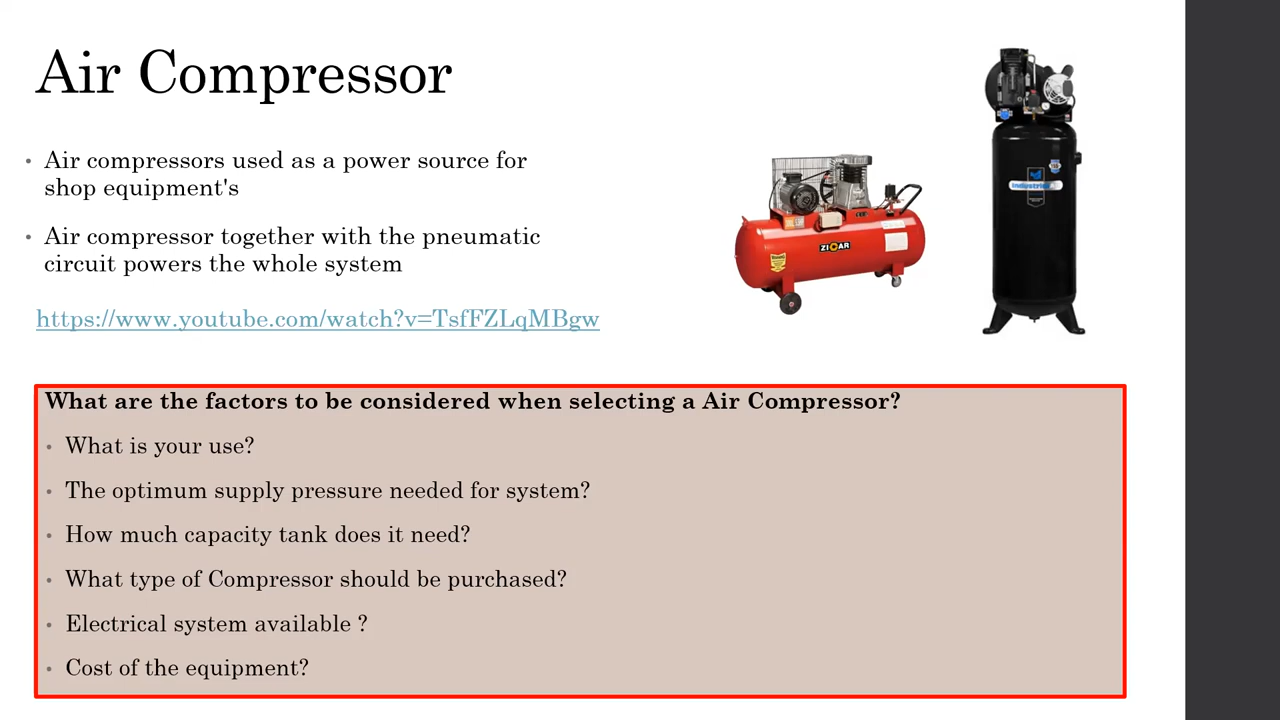 Air Compressor
Air compressors used as a power source for
shop equipment's
Air compressor together with the pneumatic
circuit powers the whole system
https://www.youtube.com/watch?v=TsfFZLqMBgw
ZICAR
Industrial
What are the factors to be considered when selecting a Air Compressor?
What is your use?
The optimum supply pressure needed for system?
How much capacity tank does it need?
What type of Compressor should be purchased?
Electrical system available ?
Cost of the equipment?